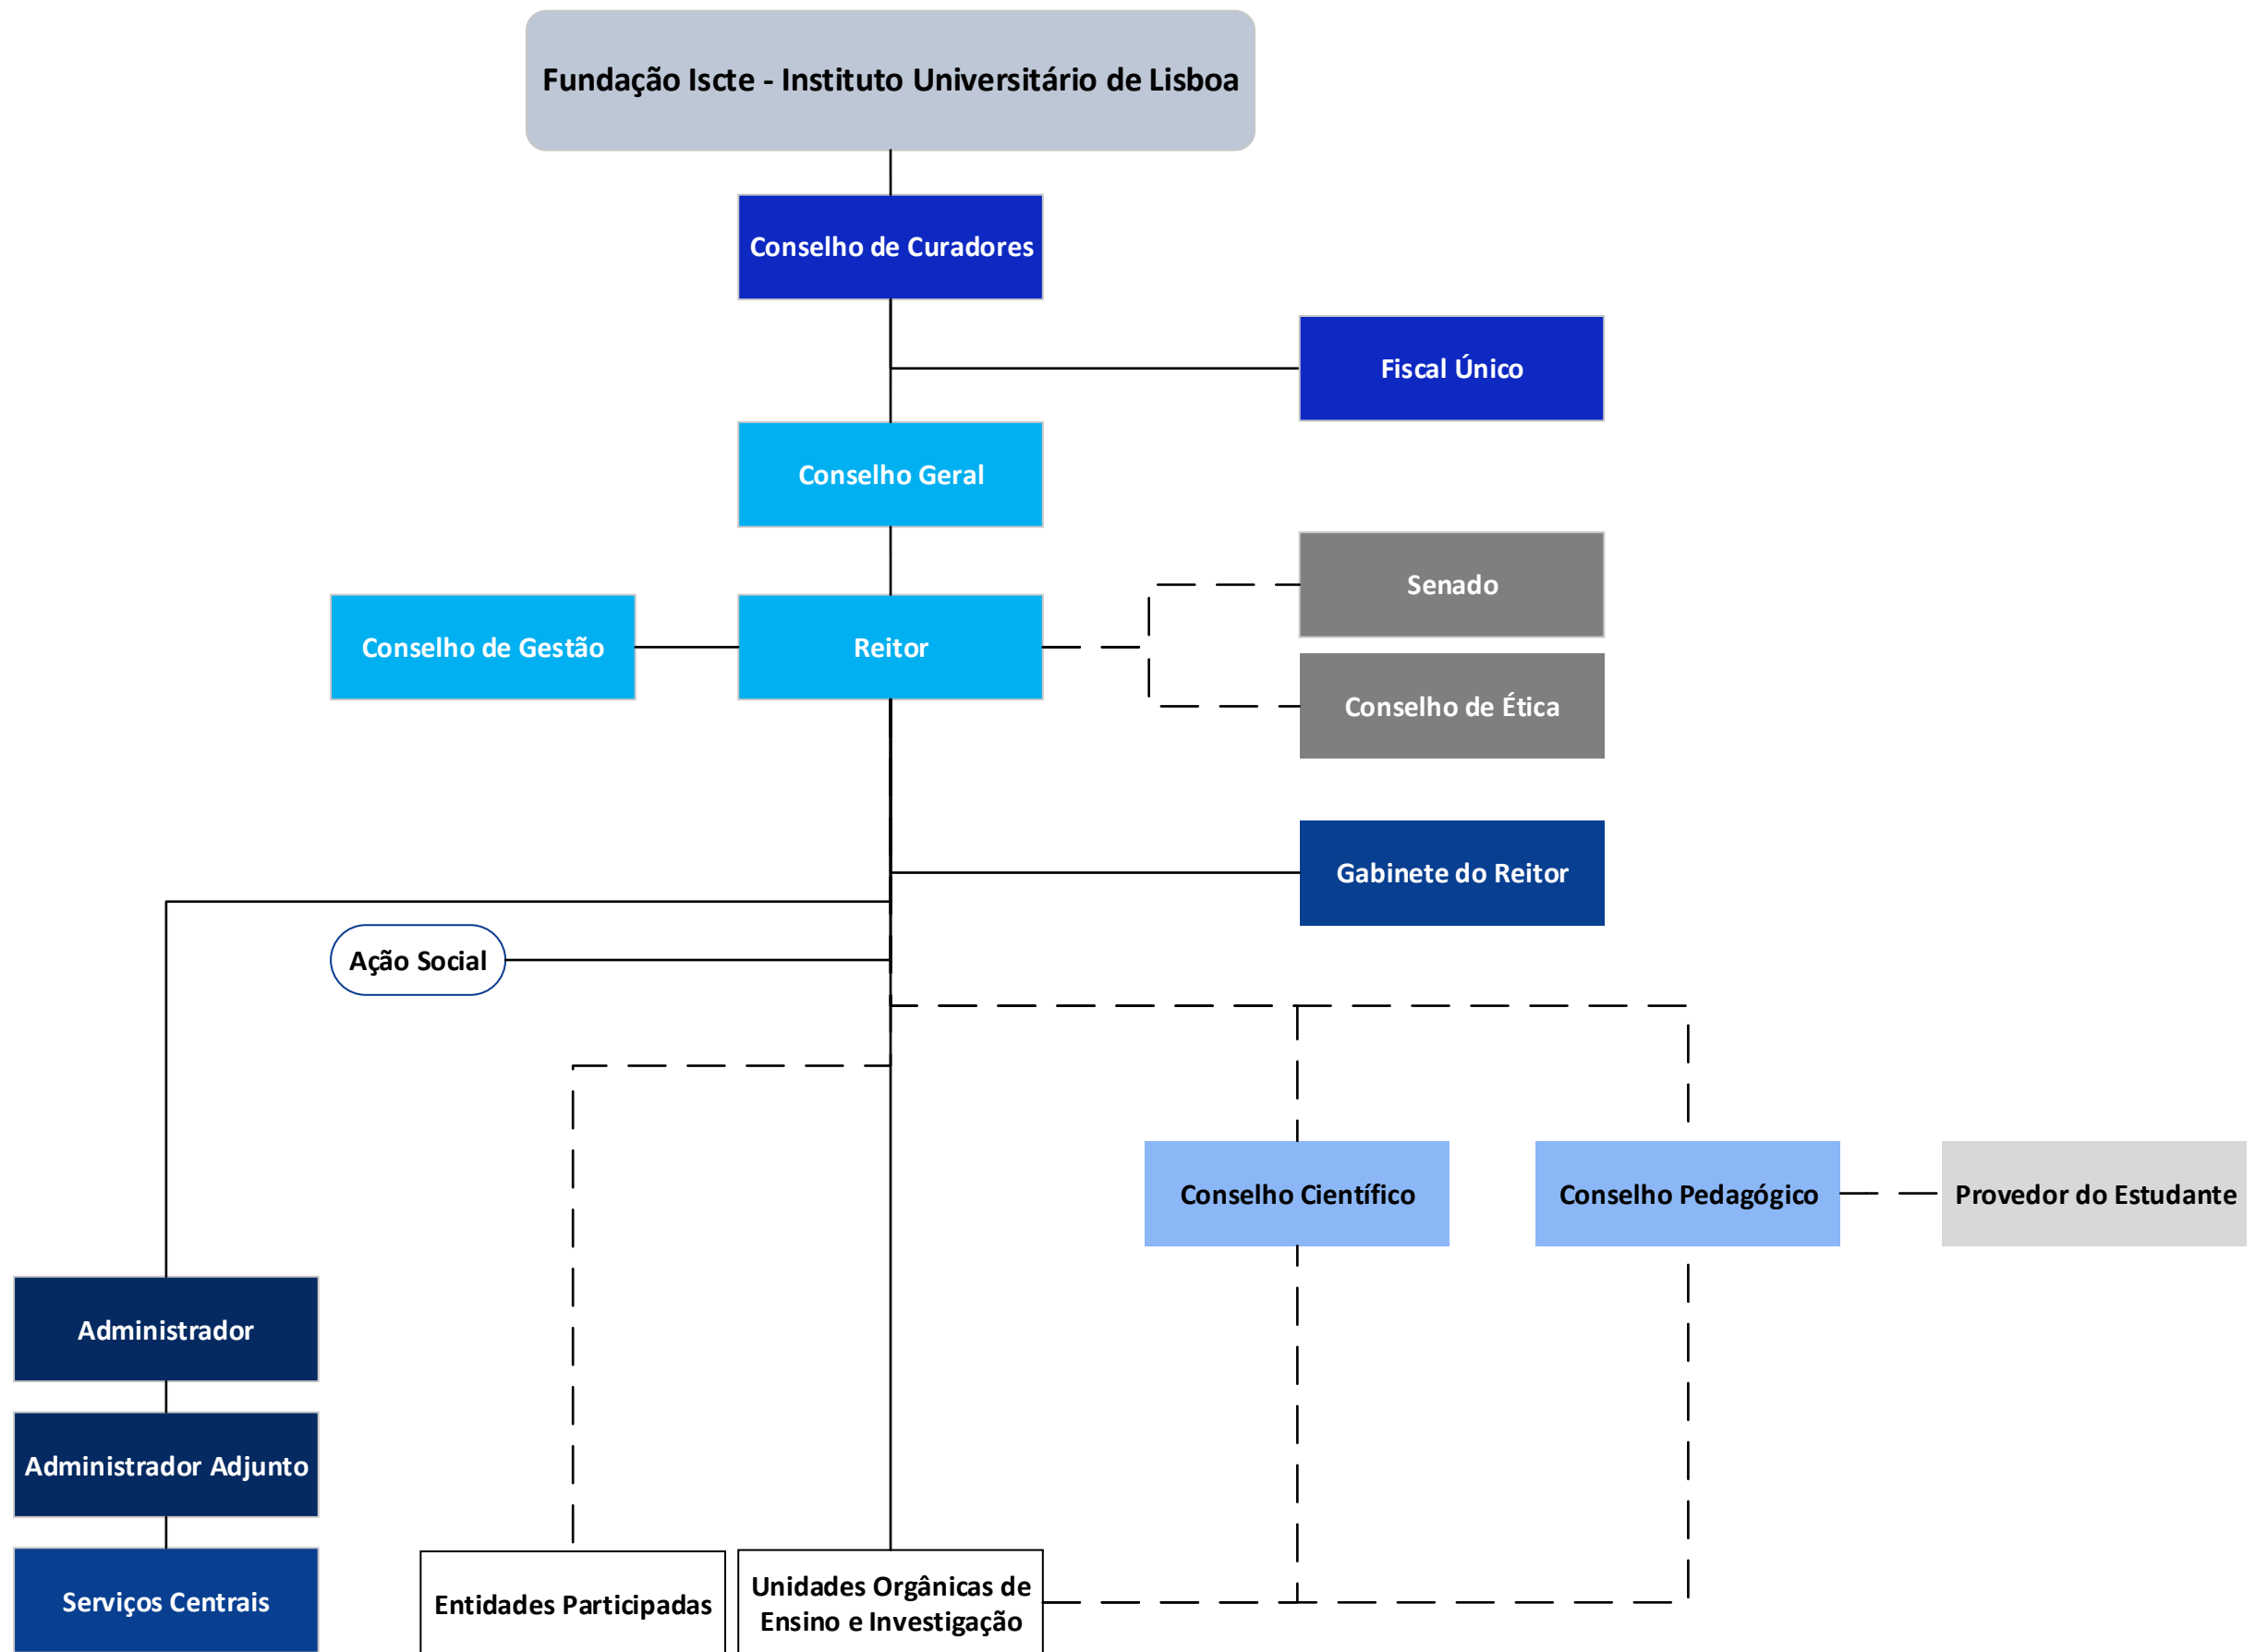 Fundação Iscte - Instituto Universitário de Lisboa
Conselho de Curadores
Fiscal Único
Conselho Geral
Senado
Conselho de Gestão
Reitor
Conselho de Ética
Gabinete do Reitor
Ação Social
Conselho Científico
Conselho Pedagógico
Provedor do Estudante
Administrador
Administrador Adjunto
Serviços Centrais
Entidades Participadas
Unidades Orgânicas de
Ensino e Investigação